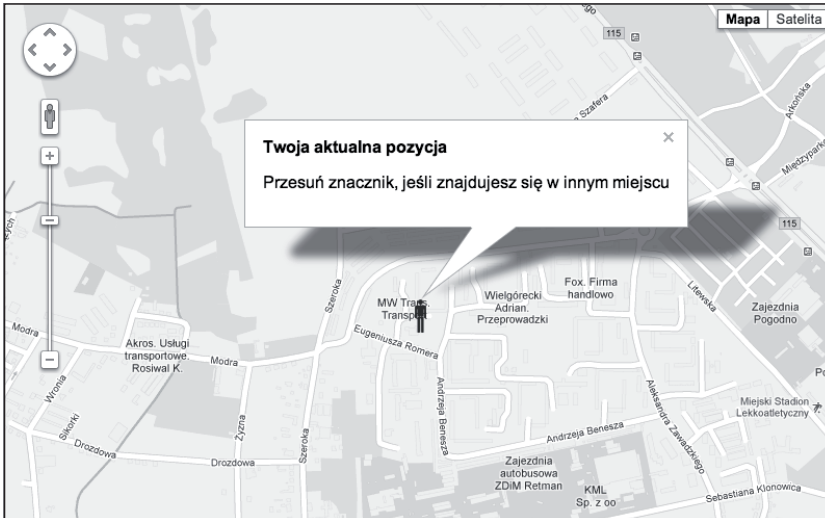 Mapa
Satelita
115
Szafera
Arkońska
Międzyparko
Twoja aktualna pozycja
Przesuń znacznik, jeśli znajdujesz się w innym miejscu
115
Szeroka
MW Trans.
Transport
Wielgórecki
Adrian.
Przeprowadzki
Fox. Firma
handlowo
Litewska
Zajezdnia
Pogodno
Modra
Akros. Usługi
transportowe.
Rosiwal K.
Modra
Eugeniusza Romera
Wronia
Sikorki
Żyzna
Szeroka
Andrzeja Benesza
Aleksandra Zawadzkiego
Miejski Stadion
Lekkoatletyczny
Drozdowa
Drozdowa
Andrzeja Benesza
Zajezdnia
autobusowa
ZDiM Retman
KML
Sp. z oo
Sebastiana Klonowica